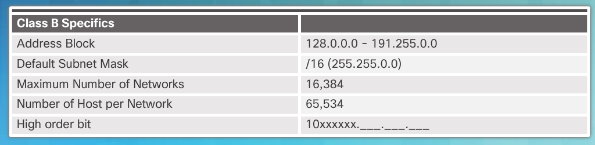 Class B Specifics
Address Block 128.0.0.0 - 191.255.0.0
Default Subnet Mask /16 (255.255.0.0)
Maximum Number of Networks 16,384
Number of Host per Network 65,534
High order bit 10xxxxxx.___.___.___